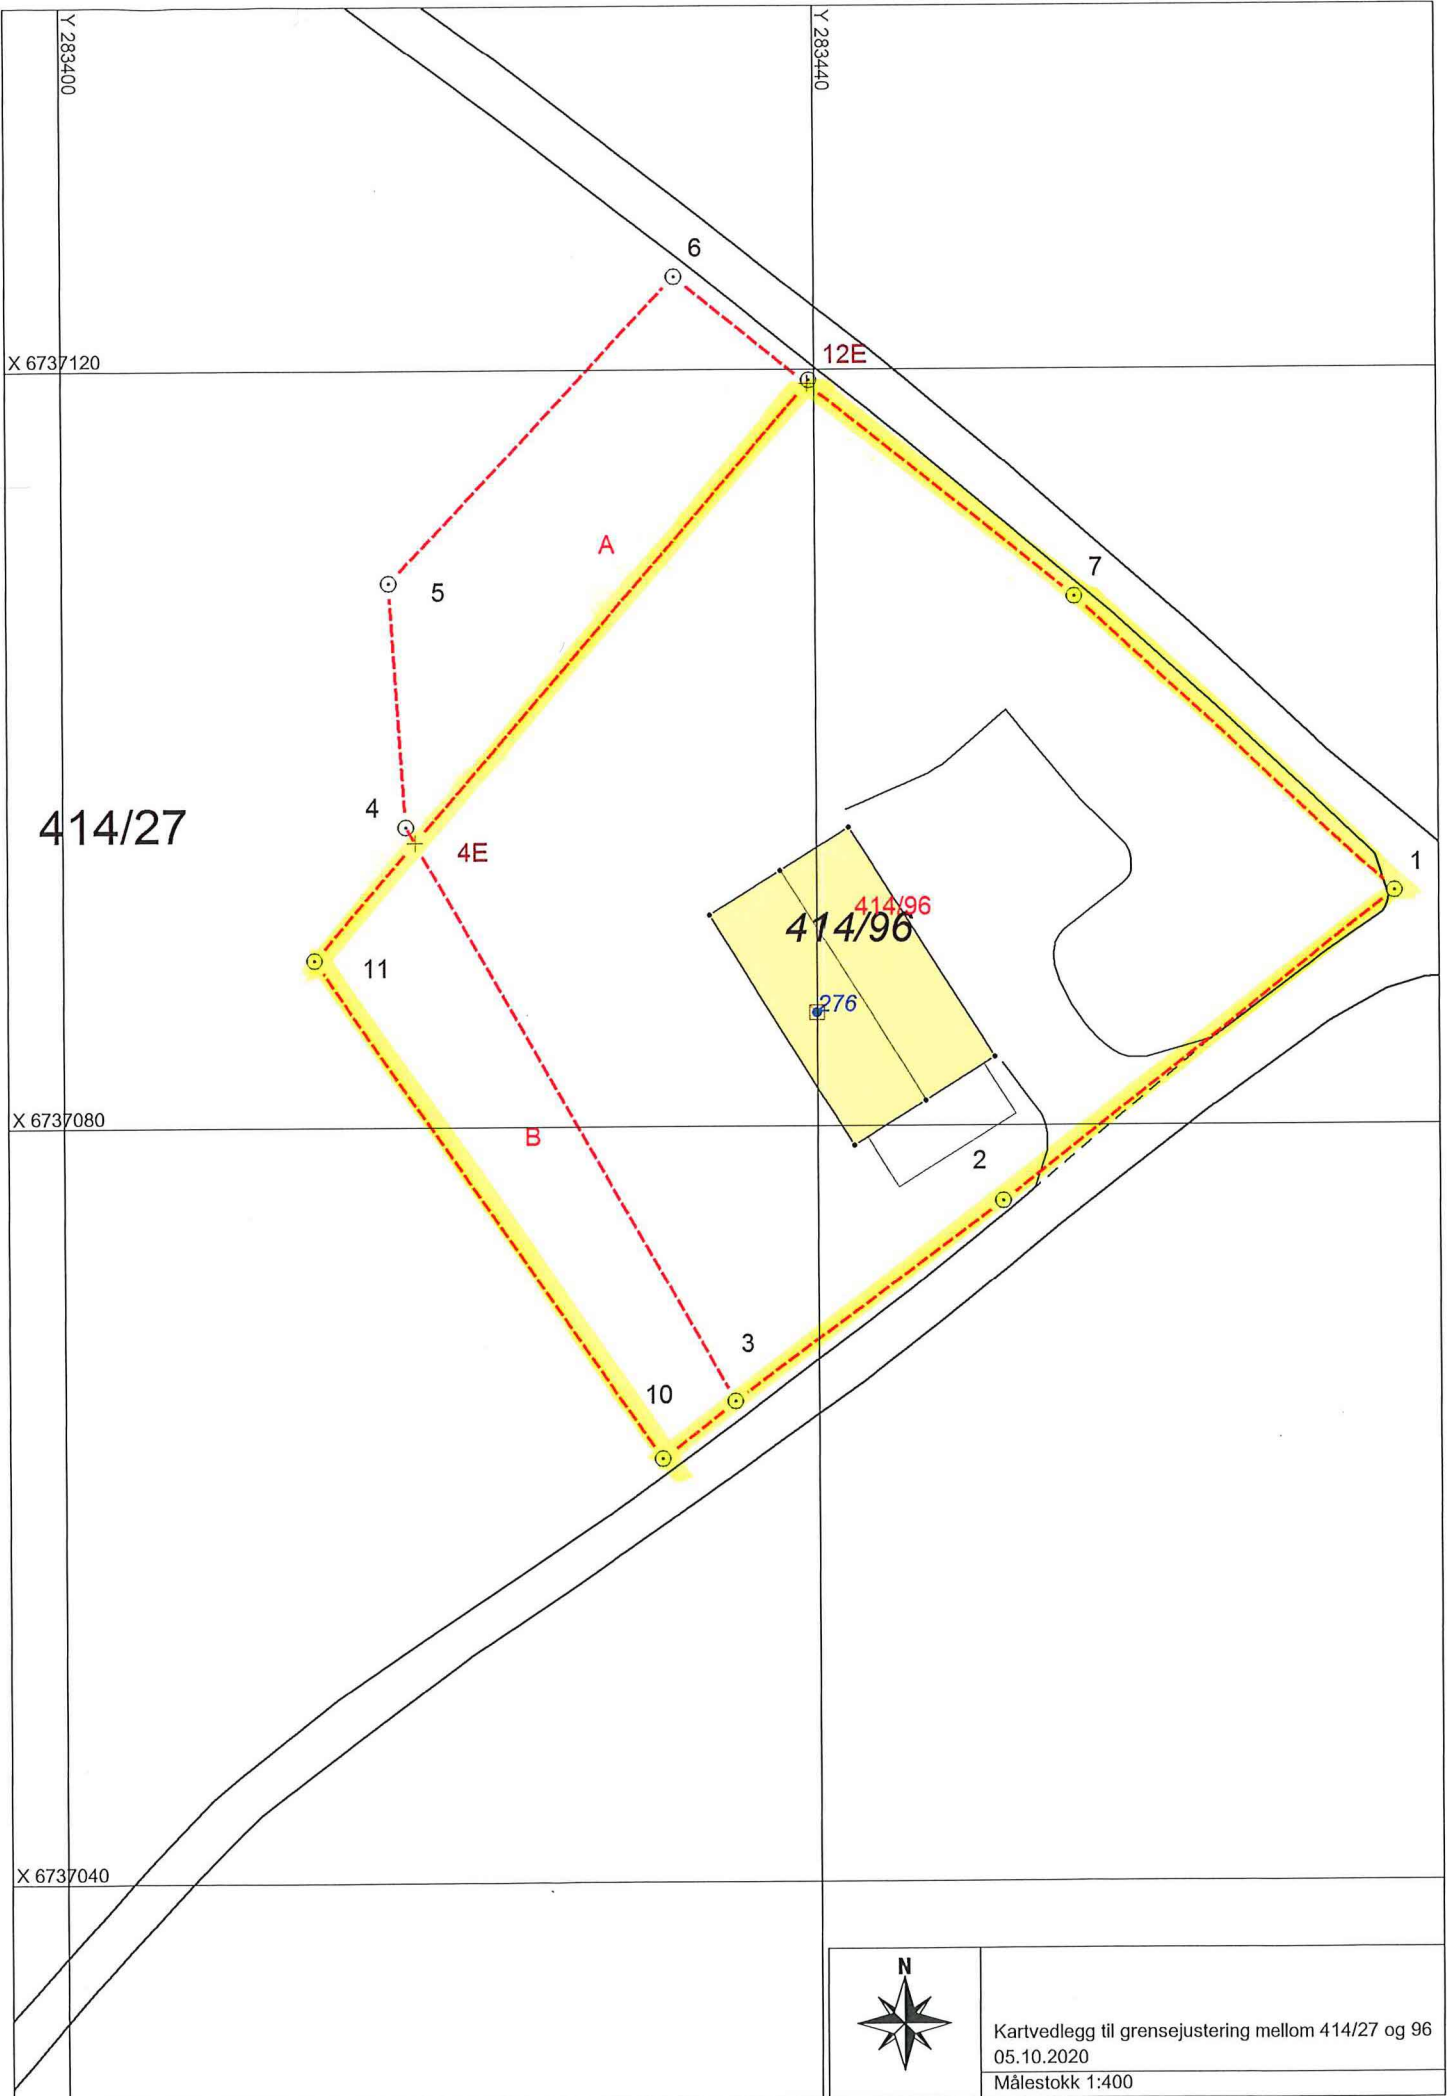 Y 283400
Y 283440
6
X 6737120
12E
A
7
5
4
414/27
4E
1
414/96
414/96
11
276
X 6737080
B
2
3
10
X 6737040
N
Kartvedlegg til grensejustering mellom 414/27 og 96
05.10.2020
Målestokk 1:400